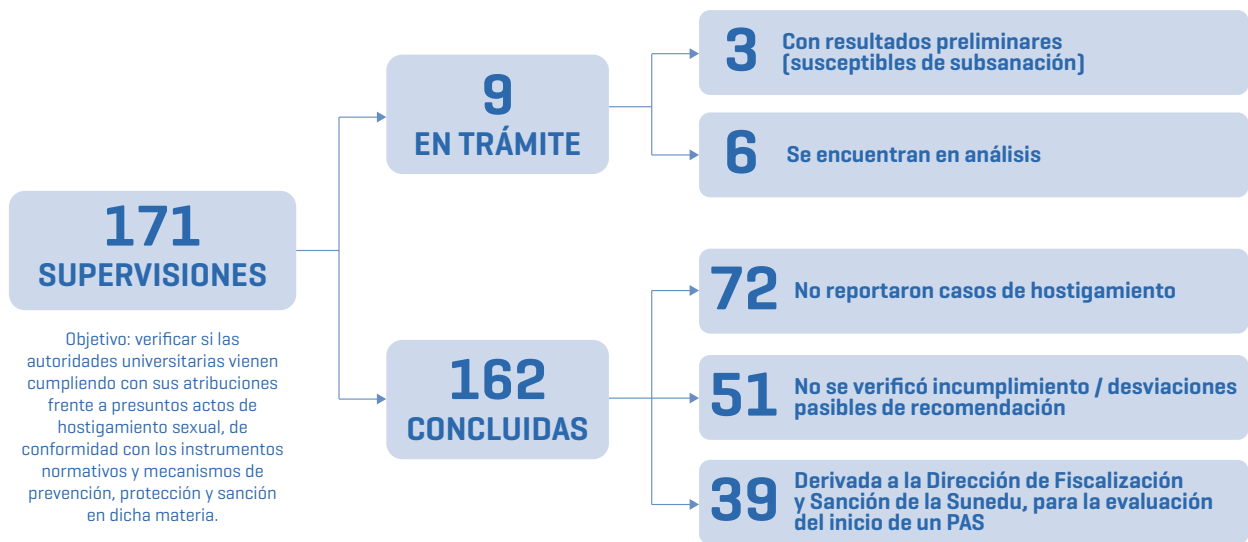 171
SUPERVISIONES
Objetivo: verificar si las
autoridades universitarias vienen
cumpliendo con sus atribuciones
frente a presuntos actos de
hostigamiento sexual, de
conformidad con los instrumentos
normativos y mecanismos de
prevención, protección y sanción
en dicha materia.
9
EN TRÁMITE
3
Con resultados preliminares
(susceptibles de subsanación)
6
Se encuentran en análisis
162
CONCLUIDAS
72
No reportaron casos de hostigamiento
51
No se verificó incumplimiento / desviaciones
pasibles de recomendación
39
Derivada a la Dirección de Fiscalización
y Sanción de la Sunedu, para la evaluación
del inicio de un PAS